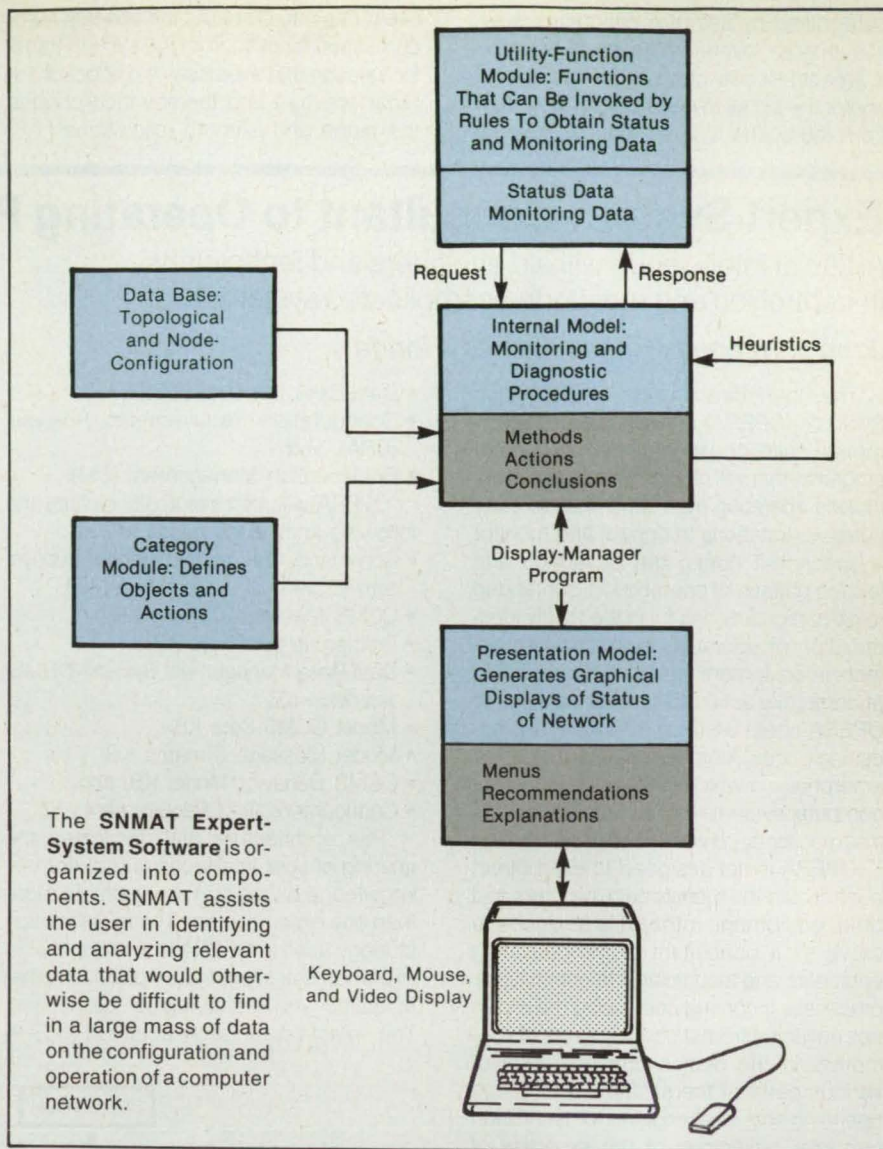 Utility-Function
Module: Functions
That Can Be Invoked by
Rules To Obtain Status
and Monitoring Data
Status Data
Monitoring Data
Request
Response
Data Base:
Topological
and Node-
Configuration
Internal Model:
Monitoring and
Diagnostic
Procedures
Heuristics
Methods
Actions
Conclusions
Category
Module: Defines
Objects and
Actions
Display-Manager
Program
Presentation Model:
Generates Graphical
Displays of Status
of Network
Menus
Recommendations
Explanations
The SNMAT Expert-
System Software is or-
ganized into compo-
nents. SNMAT assists
the user in identifying
and analyzing relevant
data that would other-
wise be difficult to find
in a large mass of data
on the configuration and
operation of a computer
network.
Keyboard, Mouse,
and Video Display